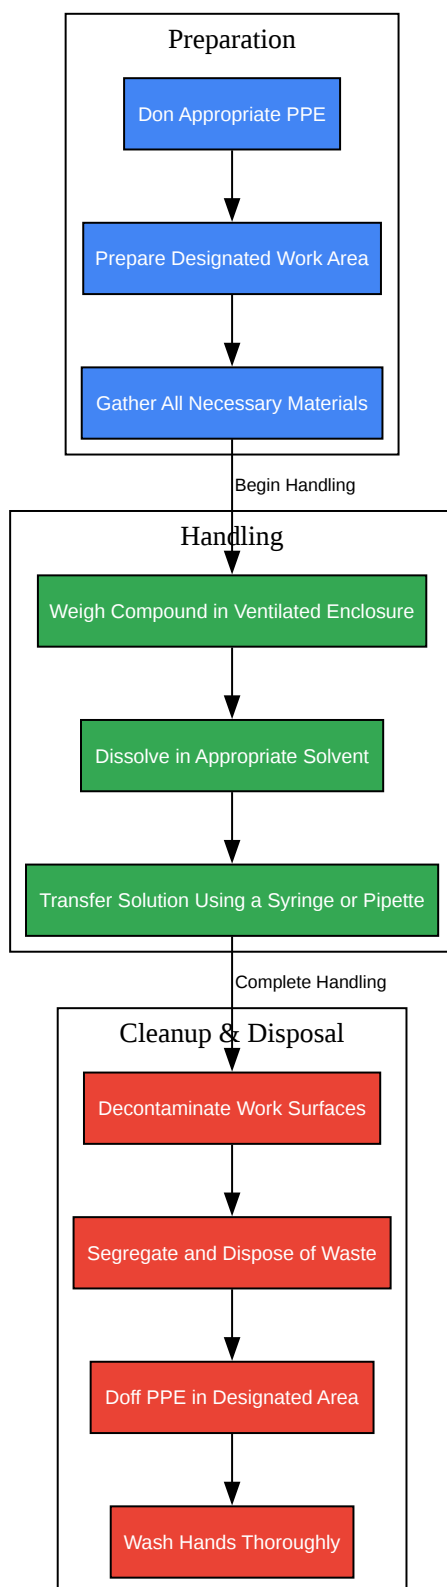 Preparation
Don Appropriate PPE
Prepare Designated Work Area
Gather All Necessary Materials
Begin Handling
Handling
Weigh Compound in Ventilated Enclosure
Dissolve in Appropriate Solvent
Transfer Solution Using a Syringe or Pipette
Complete Handling
Cleanup & Disposal
Decontaminate Work Surfaces
Segregate and Dispose of Waste
Doff PPE in Designated Area
Wash Hands Thoroughly